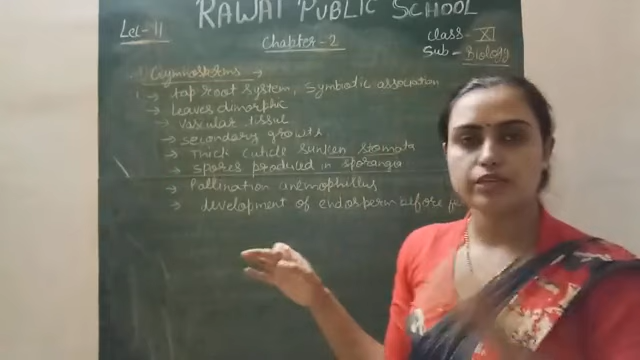 RAWAT PUBLIC SCHOOL
Lec-11
Class-XI
Chapter-2
Sub-Biology
Gymnosperms →
→ tap root system, symbiotic association
→ Leaves dimorphic
→ Vascular tissue
→ secondary growth
→ Thick cuticle sunken stomata
→ Spores produced in sporangia
→ Pollination anemophillus
→ development of endosperm before